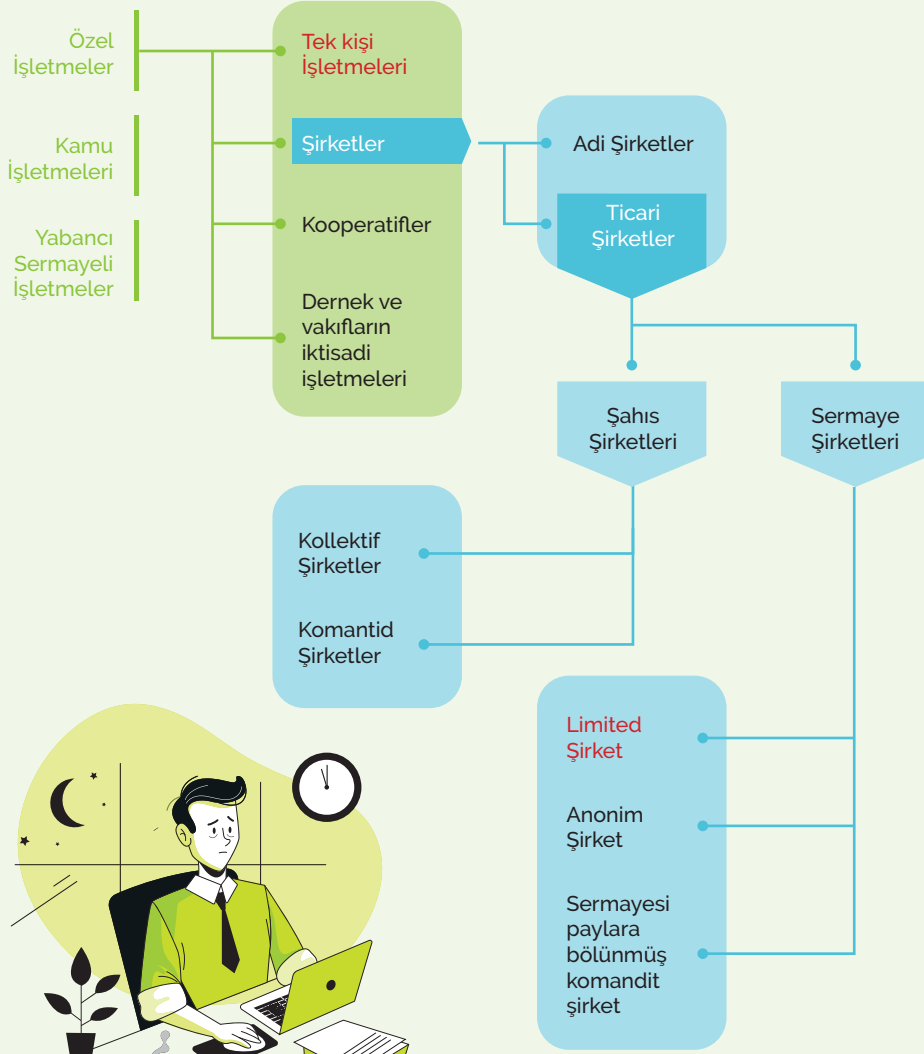 Özel
İşletmeler
Kamu
İşletmeleri
Yabancı
Sermayeli
İşletmeler
Tek kişi
İşletmeleri
Şirketler
Kooperatifler
Dernek ve
vakıfların
iktisadi
işletmeleri
Adi Şirketler
Ticari
Şirketler
Şahıs
Şirketleri
Sermaye
Şirketleri
Kollektif
Şirketler
Komantid
Şirketler
Limited
Şirket
Anonim
Şirket
Sermayesi
paylara
bölünmüş
komandit
şirket